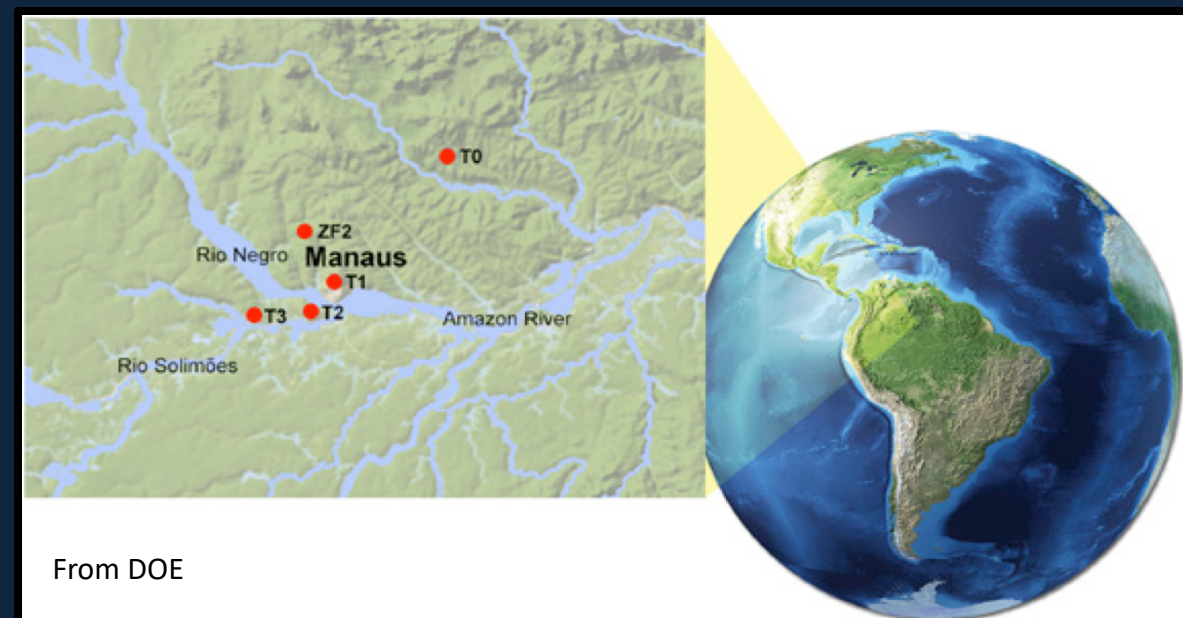 T0
ZF2
Rio Negro
Manaus
T1
T3
T2
Amazon River
Rio Solimões
From DOE